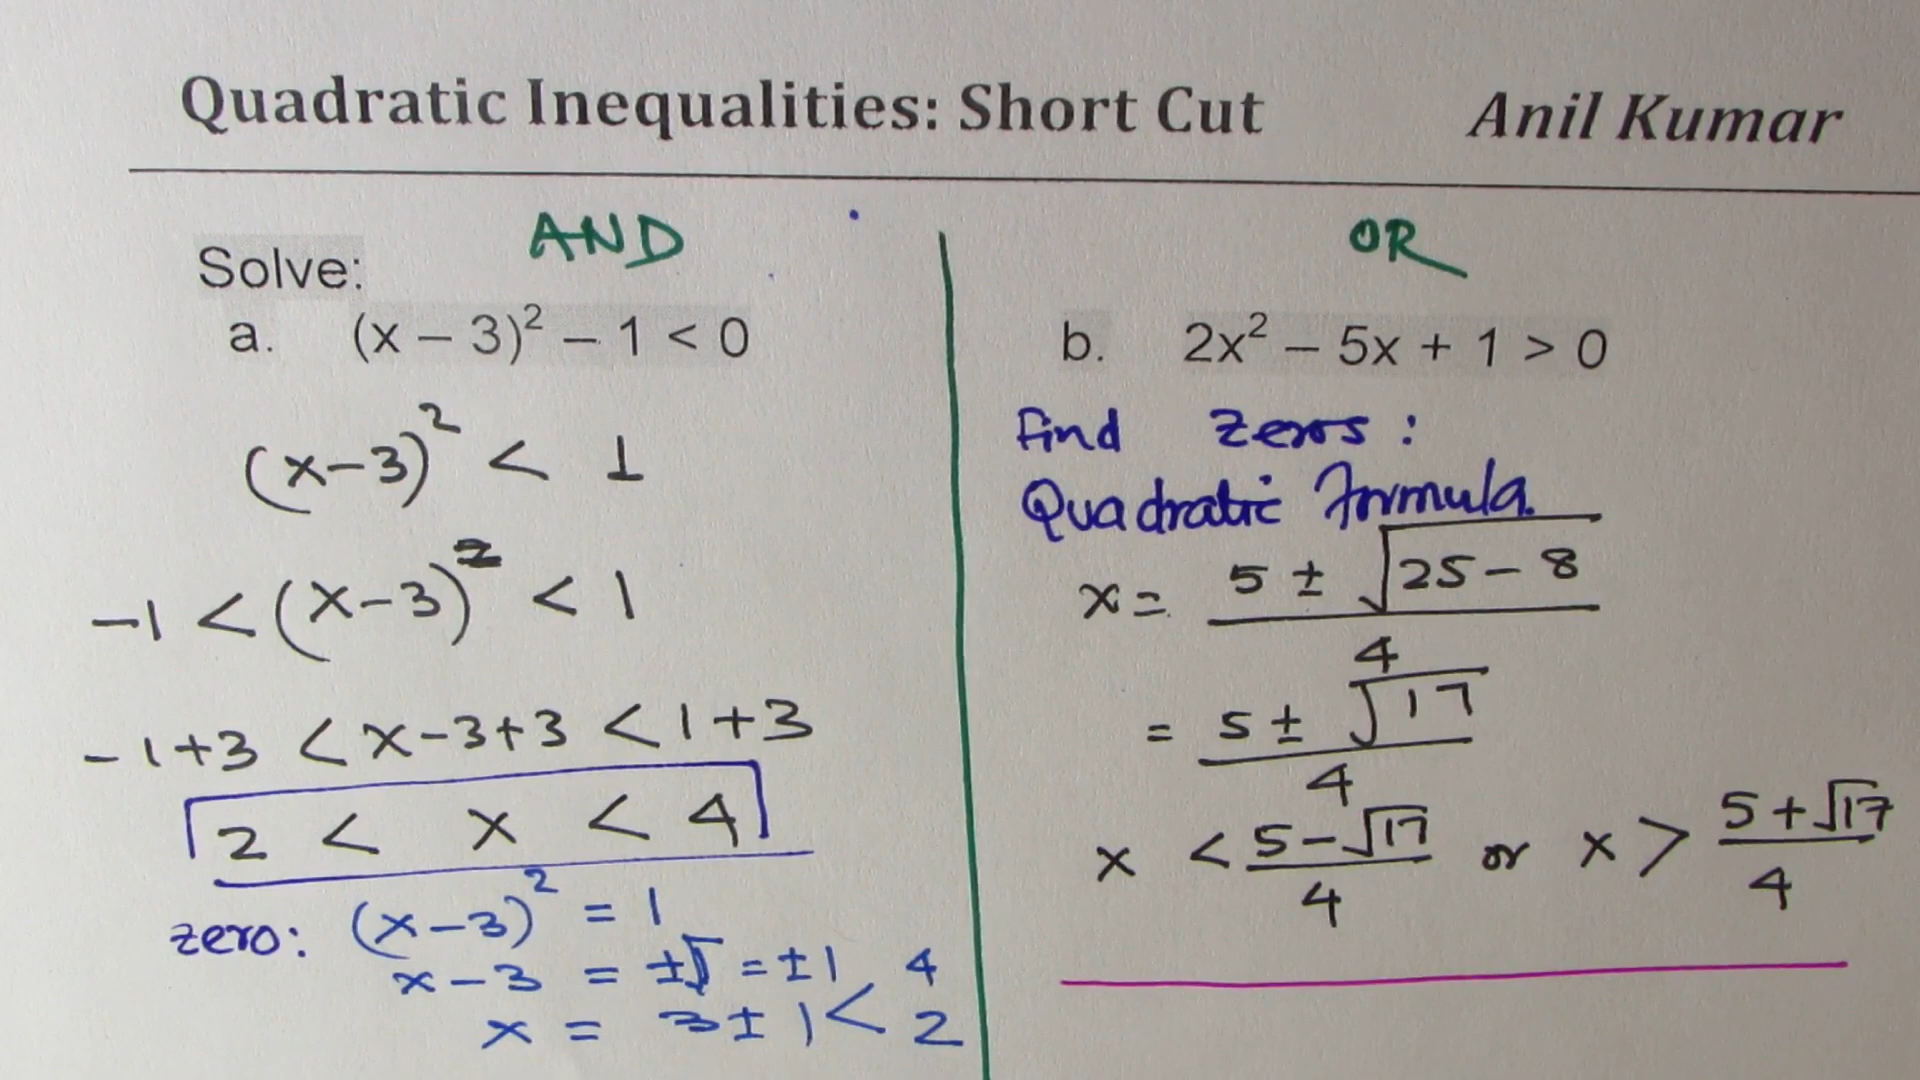 Quadratic Inequalities: Short Cut Anil Kumar
AND
Solve:
a. (x – 3)² – 1 < 0
(x-3)² < 1
-1 < (x-3)² < 1
-1+3 < x-3+3 < 1+3
2 < x < 4
zero: (x-3)² = 1
x-3 = ±√ = ±1
x = 3±1 < 4
2
OR
b. 2x² – 5x + 1 > 0
Find Zeros:
Quadratic Formula.
x = 5 ± √25-8
4
= 5 ± √17
4
x < 5-√17 or x > 5+√17
4 4